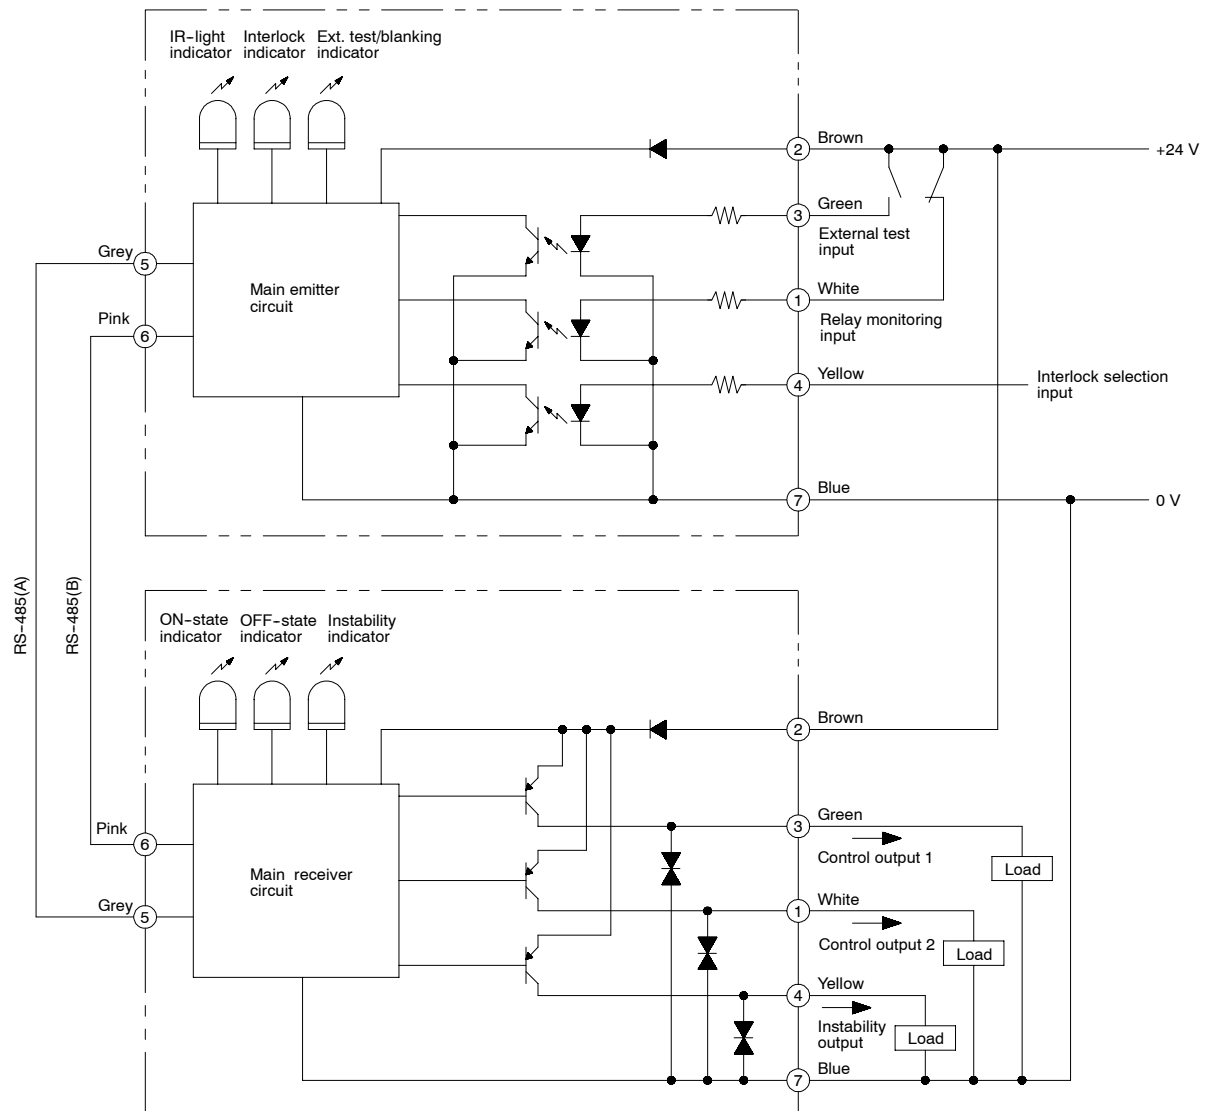 IR-light Interlock Ext. test/blanking
indicator indicator indicator
2 Brown
+24 V
3 Green
External test
input
Grey
5
Main emitter
circuit
1 White
Relay monitoring
input
Pink
6
4 Yellow
Interlock selection
input
7 Blue
0 V
RS-485(A)
RS-485(B)
ON-state OFF-state Instability
indicator indicator indicator
2 Brown
3 Green
Control output 1
Load
Pink
6
Main receiver
circuit
Grey
5
1 White
Control output 2
Load
4 Yellow
Instability
output
Load
7 Blue